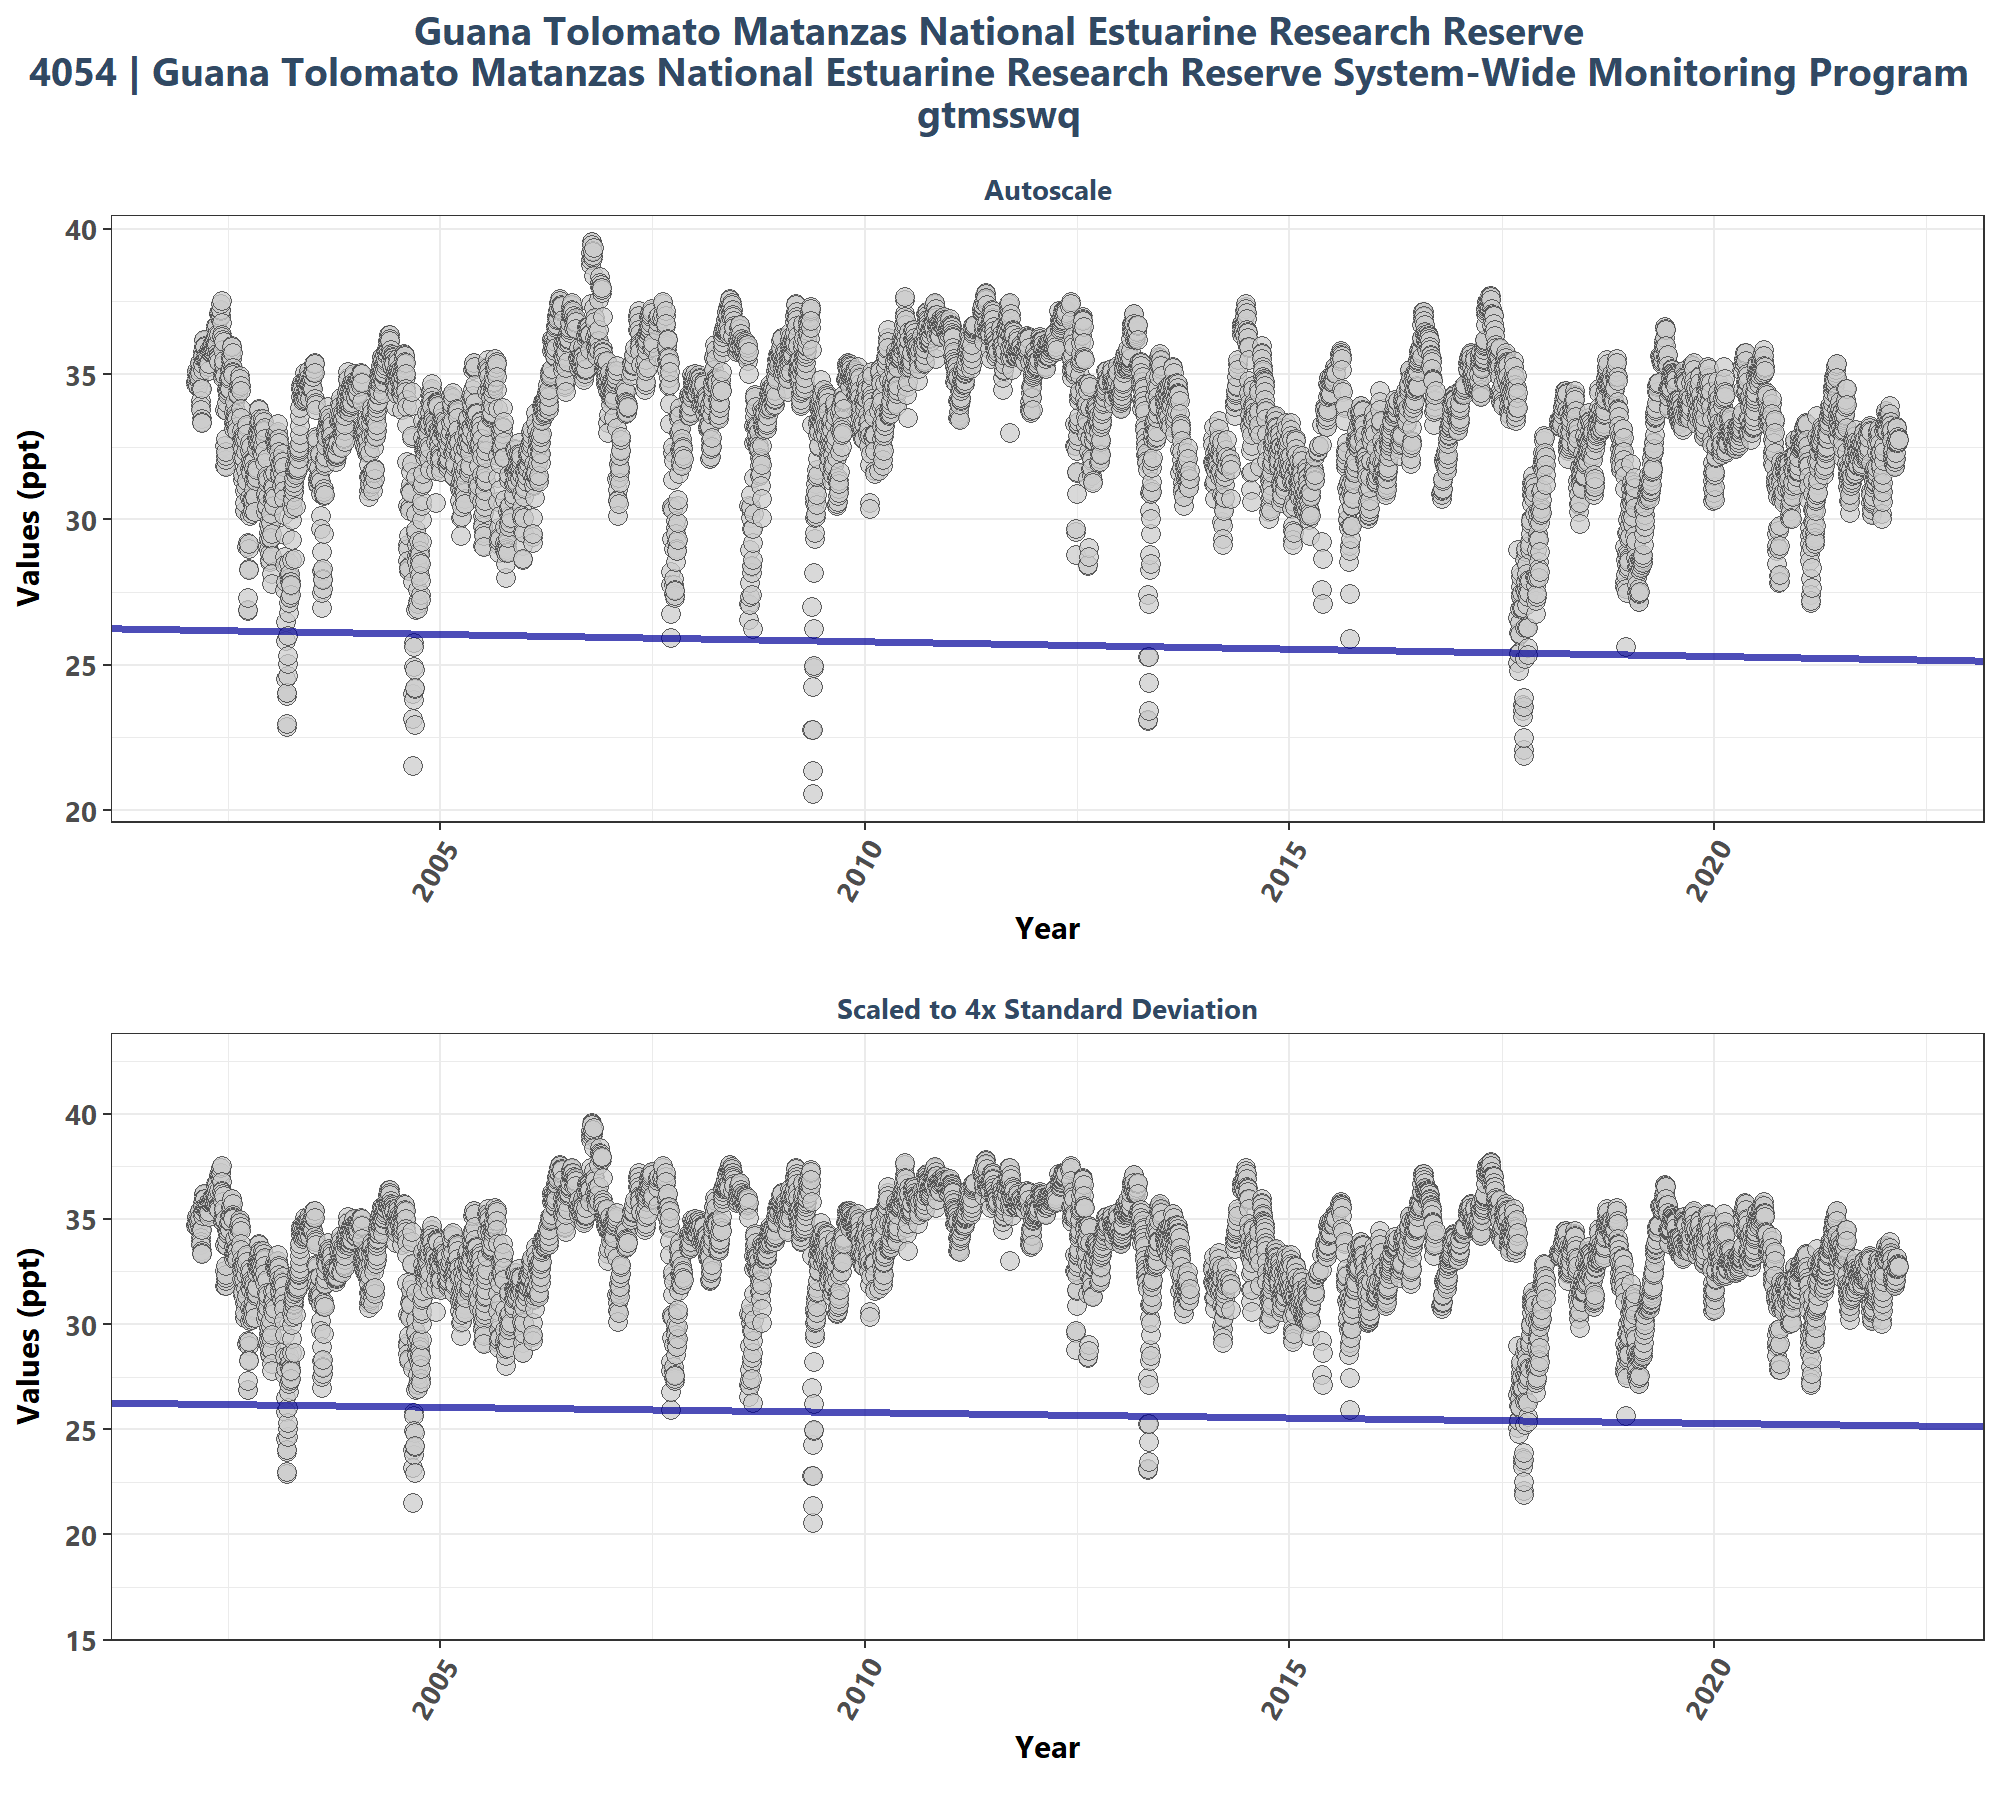 Guana Tolomato Matanzas National Estuarine Research Reserve
4054 | Guana Tolomato Matanzas National Estuarine Research Reserve System-Wide Monitoring Program
gtmsswq
Autoscale
Values (ppt)
40
35
30
25
20
2005
2010
2015
2020
Year
Scaled to 4x Standard Deviation
Values (ppt)
40
35
30
25
20
15
2005
2010
2015
2020
Year